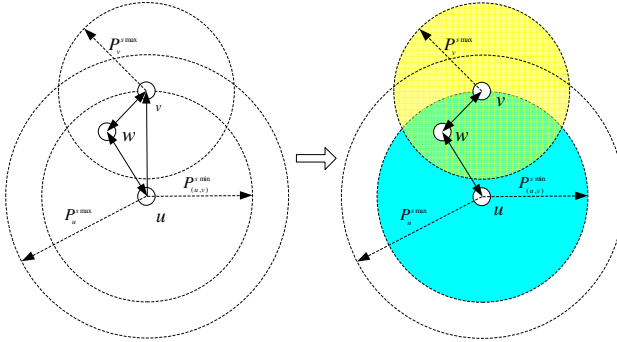 P_v^{s max}
v
w
P_{(u,v)}^{s min}
P_u^{s max}
u
P_v^{s max}
v
w
P_{(u,v)}^{s min}
P_u^{s max}
u